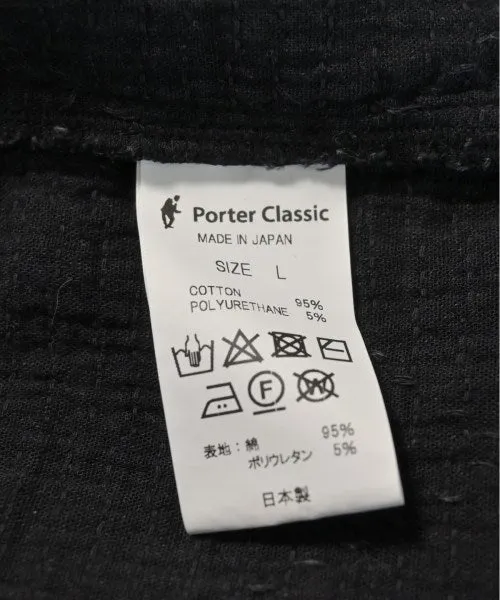 Porter Classic
MADE IN JAPAN
SIZE L
COTTON 95%
POLYURETHANE 5%
F W
表地：綿 95%
ポリウレタン 5%
日本製